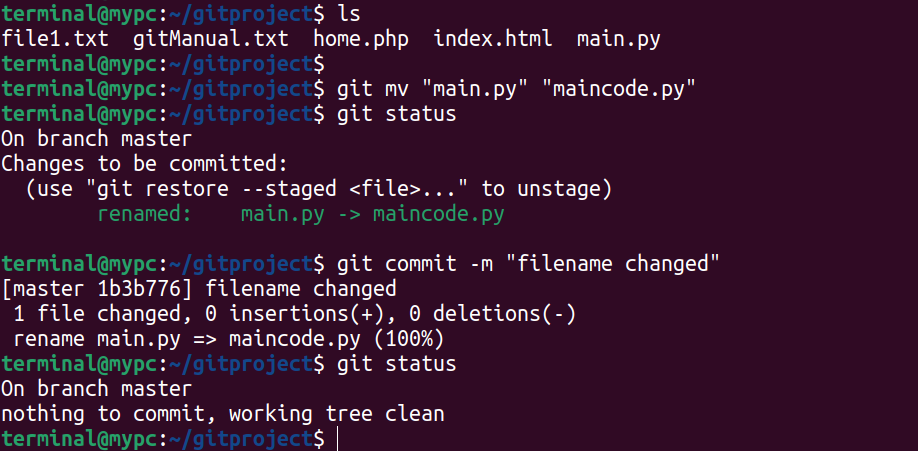 terminal@mypc:~/gitproject$ ls
file1.txt  gitManual.txt  home.php  index.html  main.py
terminal@mypc:~/gitproject$
terminal@mypc:~/gitproject$ git mv "main.py" "maincode.py"
terminal@mypc:~/gitproject$ git status
On branch master
Changes to be committed:
  (use "git restore --staged <file>..." to unstage)
        renamed:    main.py -> maincode.py

terminal@mypc:~/gitproject$ git commit -m "filename changed"
[master 1b3b776] filename changed
 1 file changed, 0 insertions(+), 0 deletions(-)
 rename main.py => maincode.py (100%)
terminal@mypc:~/gitproject$ git status
On branch master
nothing to commit, working tree clean
terminal@mypc:~/gitproject$